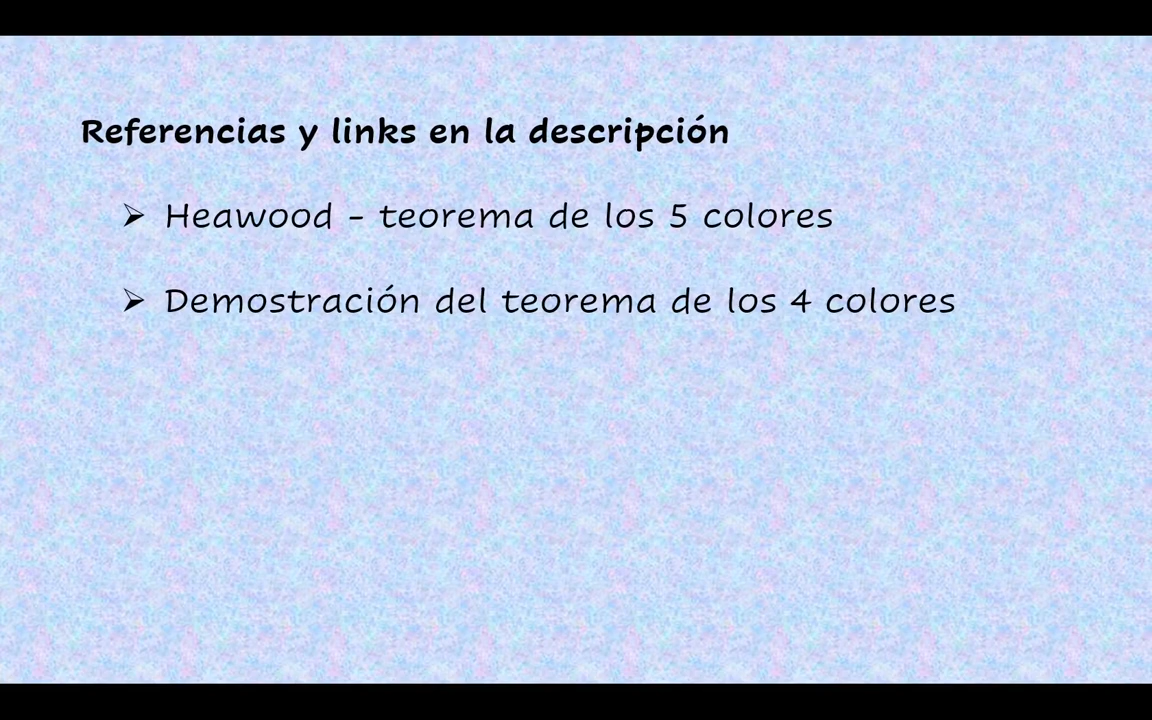 Referencias y links en la descripción
➢ Heawood - teorema de los 5 colores
➢ Demostración del teorema de los 4 colores